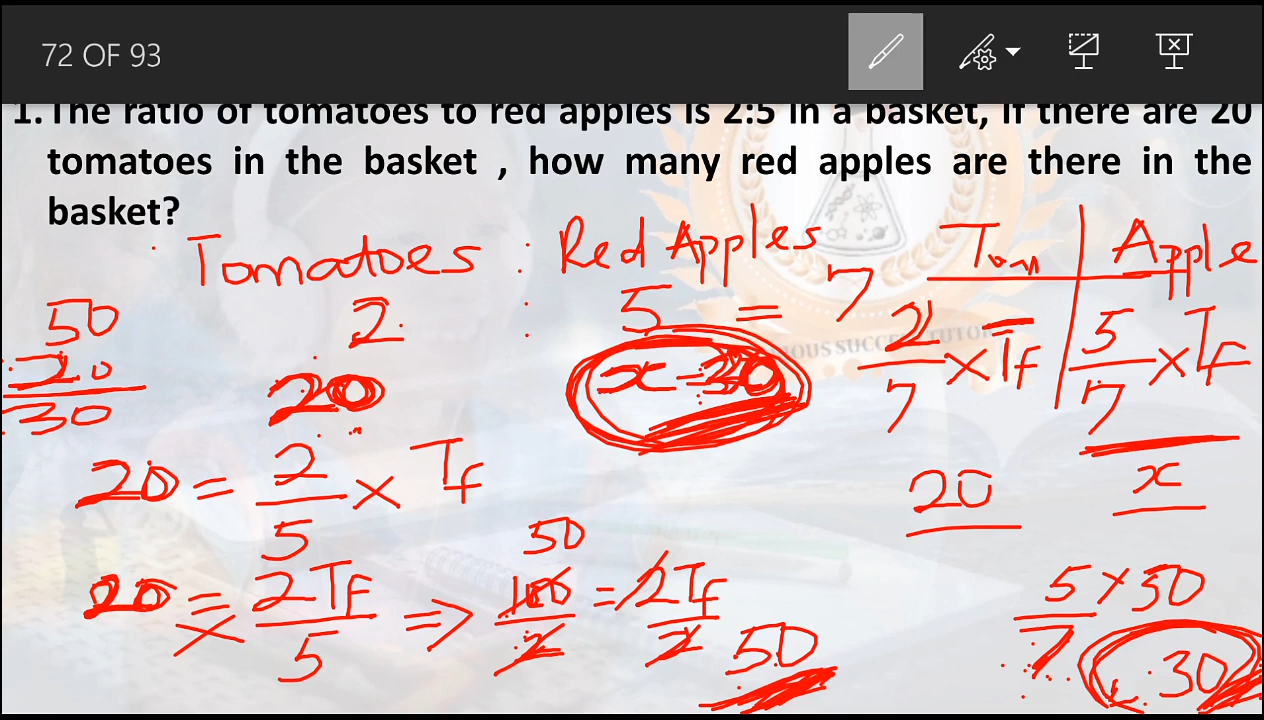 72 OF 93
1. The ratio of tomatoes to red apples is 2:5 in a basket, if there are 20
tomatoes in the basket , how many red apples are there in the
basket?
Tomatoes : Red Apples
2 : 5 = 7
Tom Apple
2/7 × TF 5/7 × TF
50
20
30
20 x = 30
20 x
20 = 2/5 × TF
20 = 2TF/5 => 100/2 = 2TF/2 50
50
5×50/7 30
IOUS SUCCESS TUTOR